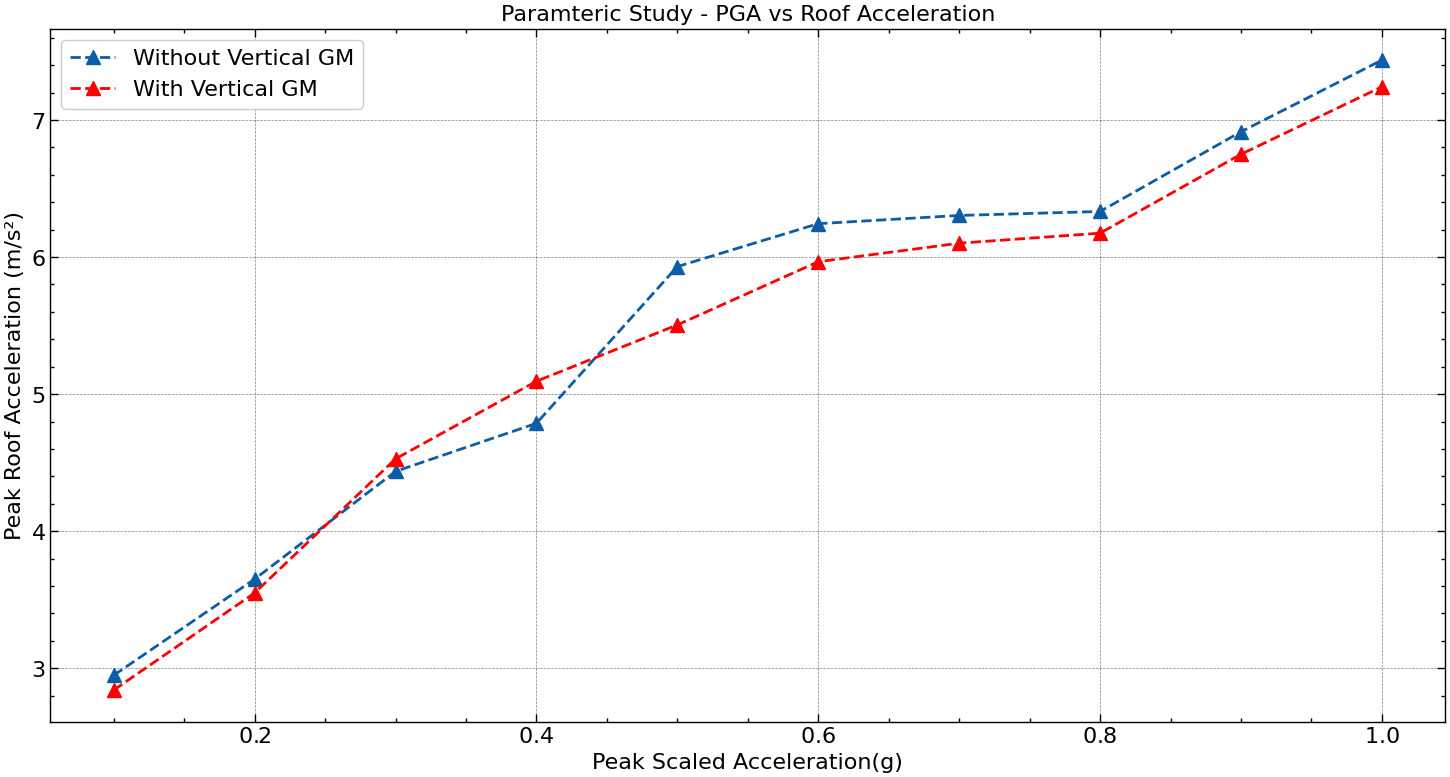 Paramteric Study - PGA vs Roof Acceleration
Without Vertical GM
With Vertical GM
7
6
5
4
3
Peak Roof Acceleration (m/s²)
0.2 0.4 0.6 0.8 1.0
Peak Scaled Acceleration(g)